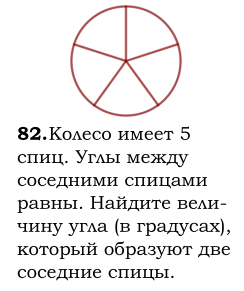 82.Колесо имеет 5
спиц. Углы между
соседними спицами
равны. Найдите вели-
чину угла (в градусах),
который образуют две
соседние спицы.